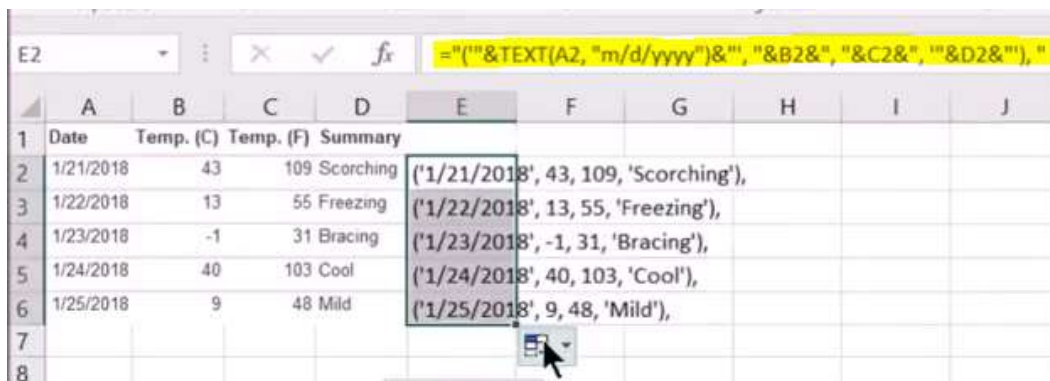 E2 fx ="('"&TEXT(A2, "m/d/yyyy")&"', "&B2&", "&C2&", '"&D2&"'), "
A B C D E F G H I J
1 Date Temp. (C) Temp. (F) Summary
2 1/21/2018 43 109 Scorching ('1/21/2018', 43, 109, 'Scorching'),
3 1/22/2018 13 55 Freezing ('1/22/2018', 13, 55, 'Freezing'),
4 1/23/2018 -1 31 Bracing ('1/23/2018', -1, 31, 'Bracing'),
5 1/24/2018 40 103 Cool ('1/24/2018', 40, 103, 'Cool'),
6 1/25/2018 9 48 Mild ('1/25/2018', 9, 48, 'Mild'),
7
8